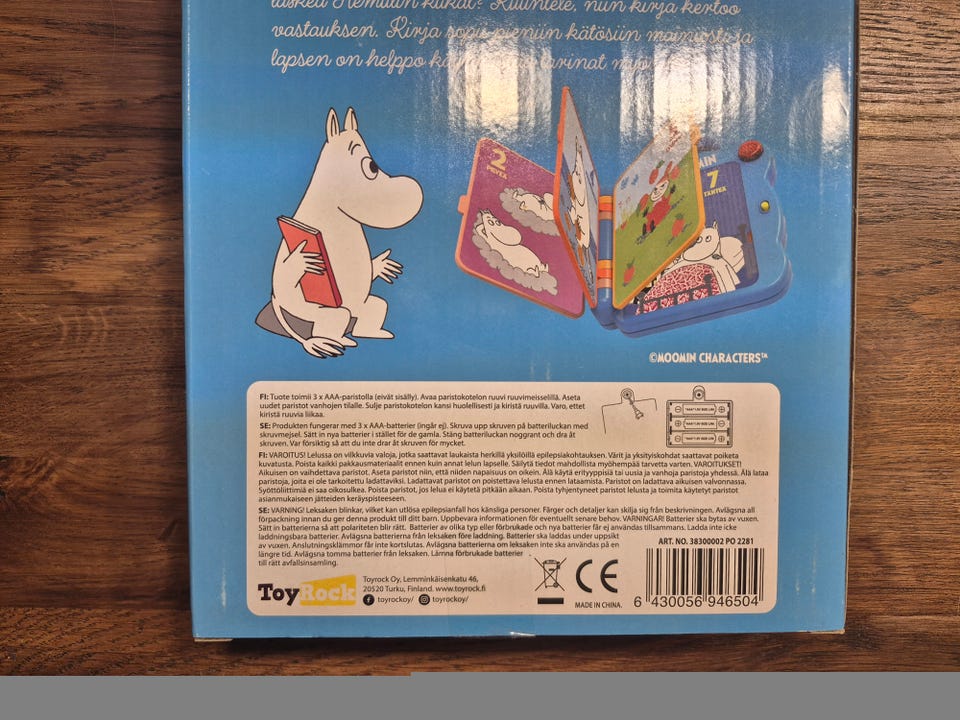 laskea Hemulin kukat? Kuuntele, niin kirja kertoo
vastauksen. Kirja sopii pieniin kätösiin mainiosti ja
lapsen on helppo
tarinat
2
7
©MOOMIN CHARACTERS™
FI: Tuote toimii 3 x AAA-paristolla (eivät sisälly). Avaa paristokotelon ruuvi ruuvimeisselillä. Aseta
uudet paristot vanhojen tilalle. Sulje paristokotelon kansi huolellisesti ja kiristä ruuvilla. Varo, ettet
kiristä ruuvia liikaa.
SE: Produkten fungerar med 3 x AAA-batterier (ingår ej). Skruva upp skruven på batteriluckan med
skruvmejsel. Sätt in nya batterier i stället för de gamla. Stäng batteriluckan noggrant och dra åt
skruven. Var försiktig så att du inte drar åt skruven för mycket.
FI: VAROITUS! Lelussa on vilkkuvia valoja, jotka saattavat laukaista herkillä yksilöillä epilepsiakohtauksen. Värit ja yksityiskohdat saattavat poiketa
kuvatusta. Poista kaikki pakkausmateriaalit ennen kuin annat lelun lapselle. Säilytä tiedot mahdollista myöhempää tarvetta varten. VAROITUKSET!
Aikuisen on vaihdettava paristot. Aseta paristot niin, että niiden napaisuus on oikein. Älä käytä erityyppisiä tai uusia ja vanhoja paristoja yhdessä. Älä lataa
paristoja, joita ei ole tarkoitettu ladattaviksi. Ladattavat paristot on poistettava lelusta ennen lataamista. Paristot on ladattava aikuisen valvonnassa.
Syöttöliittimiä ei saa oikosulkea. Poista paristot, jos lelua ei käytetä pitkään aikaan. Poista tyhjentyneet paristot lelusta ja toimita käytetyt paristot
asianmukaiseen jätteiden keräyspisteeseen.
SE: VARNING! Leksaken blinkar, vilket kan utlösa epilepsianfall hos känsliga personer. Färger och detaljer kan skilja sig från beskrivningen. Avlägsna all
förpackning innan du ger denna produkt till ditt barn. Uppbevara informationen för eventuellt senare behov. VARNINGAR! Batterier ska bytas av vuxen.
Sätt in batterierna så att polariteten blir rätt. Batterier av olika typ eller förbrukade och nya batterier får ej användas tillsammans. Ladda inte icke
laddningsbara batterier. Avlägsna batterierna från leksaken före laddning. Batterier ska laddas under uppsikt
av vuxen. Anslutningsklämmor får inte kortslutas. Avlägsna batterierna om leksaken inte ska användas på en
längre tid. Avlägsna tomma batterier från leksaken. Lämna förbrukade batterier
till rätt avfallsinsamling.
ART. NO. 38300002 PO 2281
ToyRock
Toyrock Oy, Lemminkäisenkatu 46,
20520 Turku, Finland. www.toyrock.fi
toyrockoy/ toyrockoy/
CE
MADE IN CHINA.
6 430056 946504